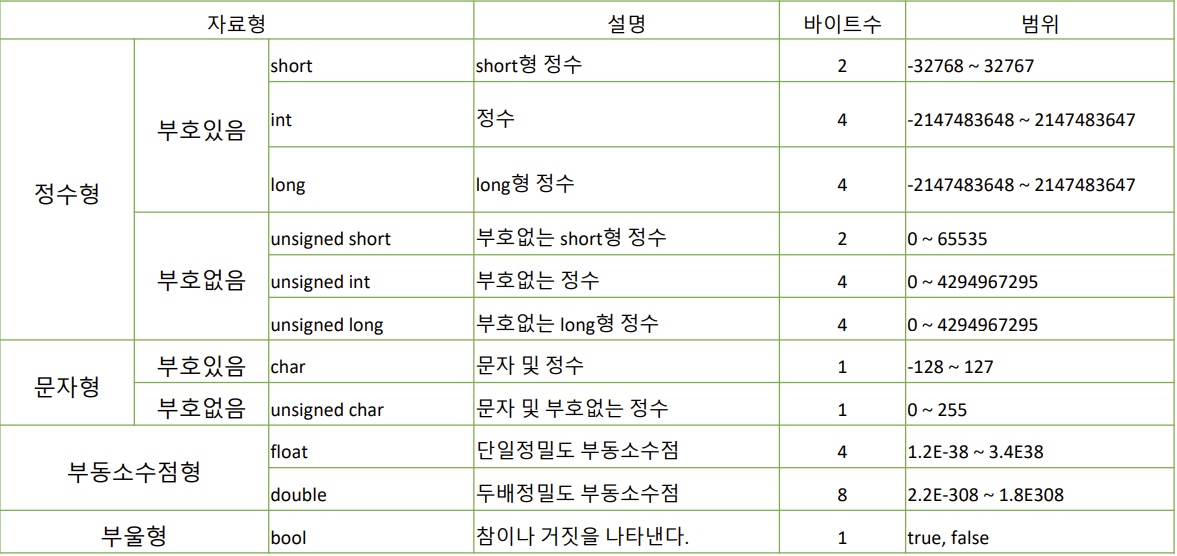 자료형 설명 바이트수 범위
정수형 부호있음 short short형 정수 2 -32768 ~ 32767
int 정수 4 -2147483648 ~ 2147483647
long long형 정수 4 -2147483648 ~ 2147483647
부호없음 unsigned short 부호없는 short형 정수 2 0 ~ 65535
unsigned int 부호없는 정수 4 0 ~ 4294967295
unsigned long 부호없는 long형 정수 4 0 ~ 4294967295
문자형 부호있음 char 문자 및 정수 1 -128 ~ 127
부호없음 unsigned char 문자 및 부호없는 정수 1 0 ~ 255
부동소수점형 float 단일정밀도 부동소수점 4 1.2E-38 ~ 3.4E38
double 두배정밀도 부동소수점 8 2.2E-308 ~ 1.8E308
부울형 bool 참이나 거짓을 나타낸다. 1 true, false